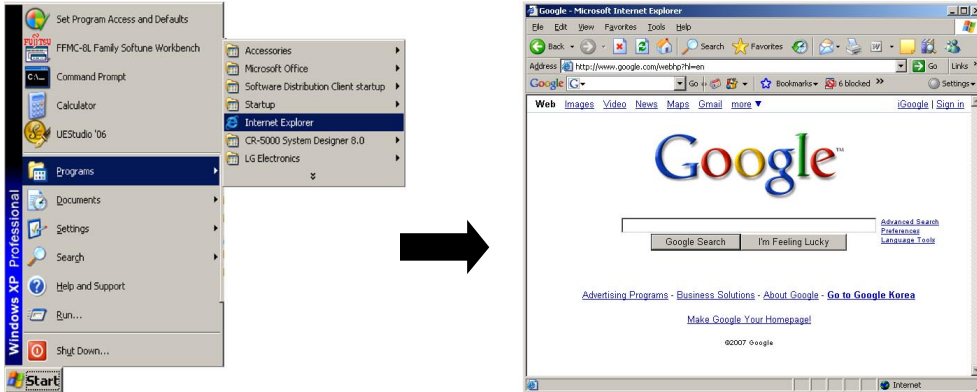 Set Program Access and Defaults
FUJITSU
FFMC-8L Family Softune Workbench
C:\_
Command Prompt
Calculator
UEStudio '06
Programs
Documents
Settings
Search
Help and Support
Run...
Shut Down...
Windows XP Professional
Start
Accessories
Microsoft Office
Software Distribution Client startup
Startup
Internet Explorer
CR-5000 System Designer 8.0
LG Electronics
Google - Microsoft Internet Explorer
File Edit View Favorites Tools Help
Back Search Favorites
Address http://www.google.com/webhp?hl=en Go Links »
Google G Go Bookmarks 6 blocked » Settings
Web Images Video News Maps Gmail more ▼ iGoogle | Sign in
Google™
Advanced Search
Preferences
Language Tools
Google Search I'm Feeling Lucky
Advertising Programs - Business Solutions - About Google - Go to Google Korea
Make Google Your Homepage!
©2007 Google
Internet